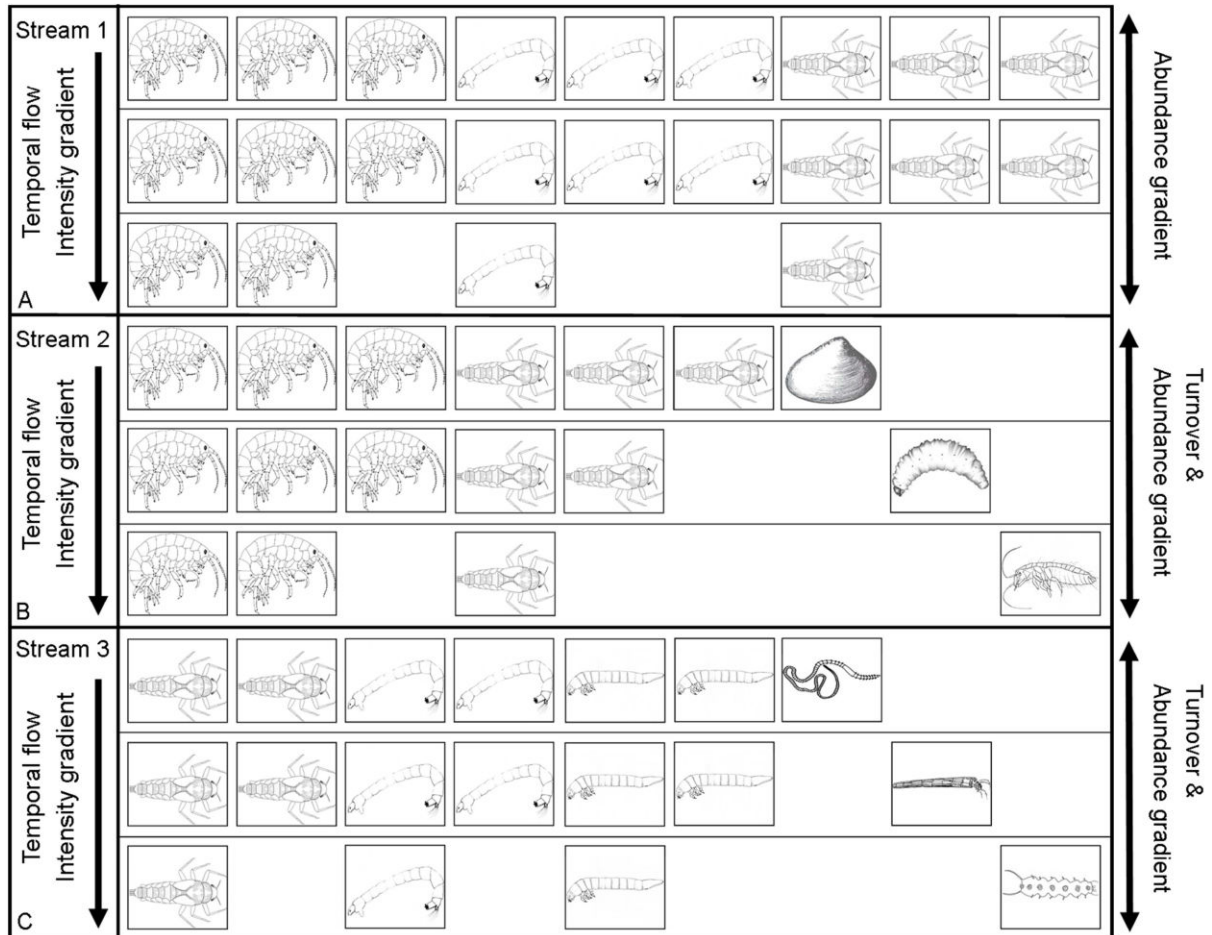 Stream 1
Temporal flow
Intensity gradient
A
Abundance gradient
Stream 2
Temporal flow
Intensity gradient
B
Turnover &
Abundance gradient
Stream 3
Temporal flow
Intensity gradient
C
Turnover &
Abundance gradient